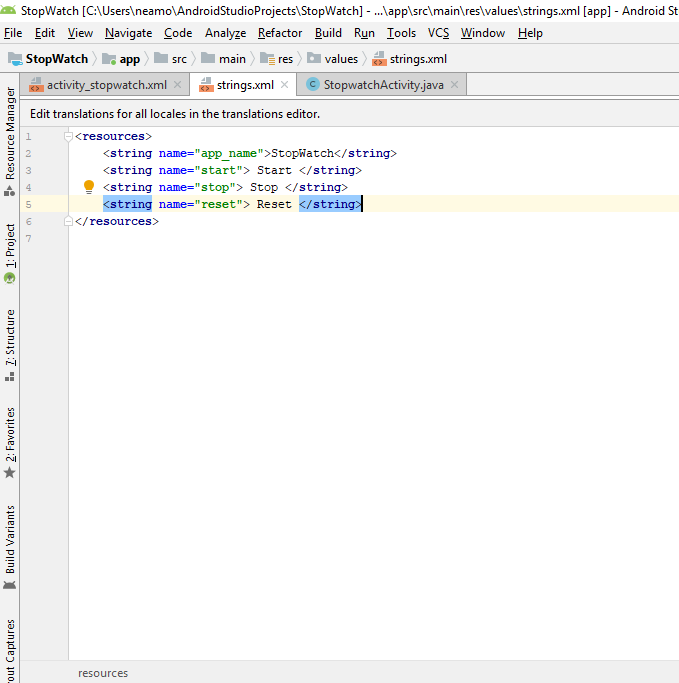 StopWatch [C:\Users\neamo\AndroidStudioProjects\StopWatch] - ...\app\src\main\res\values\strings.xml [app] - Android St
File Edit View Navigate Code Analyze Refactor Build Run Tools VCS Window Help
StopWatch app src main res values strings.xml
activity_stopwatch.xml strings.xml StopwatchActivity.java
Edit translations for all locales in the translations editor.
1 <resources>
2 <string name="app_name">StopWatch</string>
3 <string name="start"> Start </string>
4 <string name="stop"> Stop </string>
5 <string name="reset"> Reset </string>
6 </resources>
7
Resource Manager
1: Project
7: Structure
2: Favorites
Build Variants
out Captures
resources